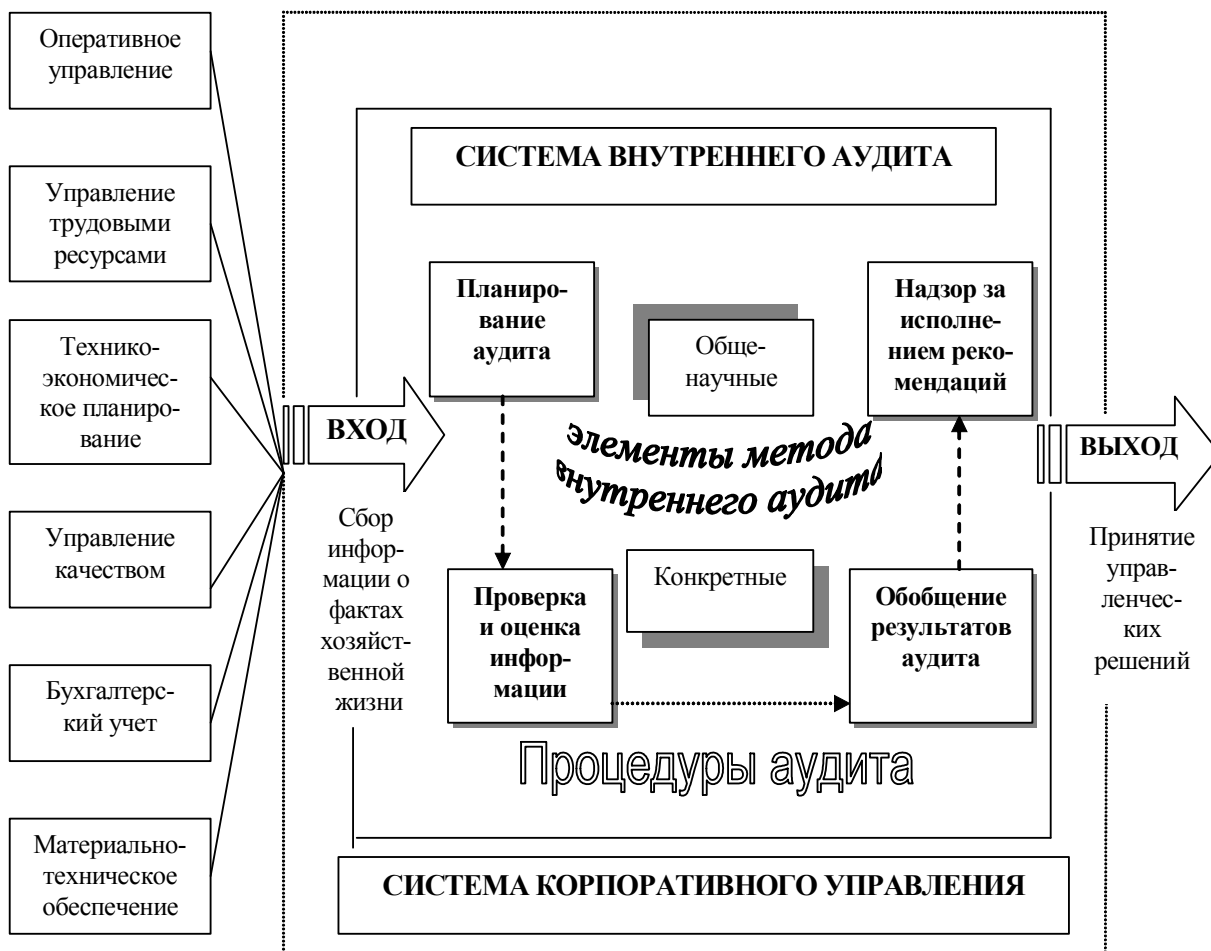 Оперативное
управление
Управление
трудовыми
ресурсами
Технико-
экономичес-
кое планиро-
вание
Управление
качеством
Бухгалтерс-
кий учет
Материально-
техническое
обеспечение
ВХОД
Сбор
инфор-
мации о
фактах
хозяйст-
венной
жизни
СИСТЕМА ВНУТРЕННЕГО АУДИТА
Планиро-
вание
аудита
Обще-
научные
Надзор за
исполне-
нием реко-
мендаций
элементы метода
внутреннего аудита
Проверка
и оценка
инфор-
мации
Конкретные
Обобщение
результатов
аудита
Процедуры аудита
СИСТЕМА КОРПОРАТИВНОГО УПРАВЛЕНИЯ
ВЫХОД
Принятие
управ-
ленчес-
ких
решений